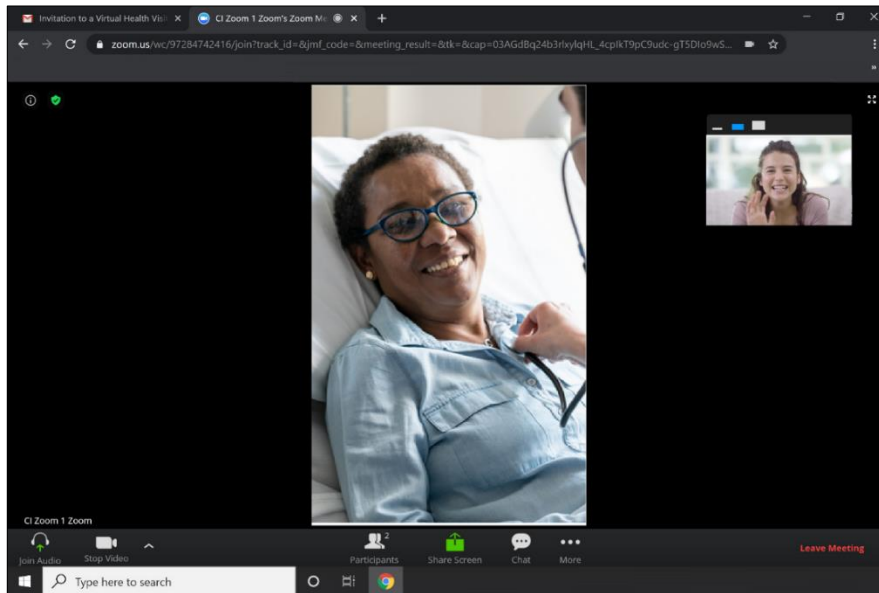 Invitation to a Virtual Health Visi
CI Zoom 1 Zoom's Zoom Me
zoom.us/wc/97284742416/join?track_id=&jmf_code=&meeting_result=&tk=&cap=03AGdBq24b3rlxylqHL_4cpIkT9pC9udc-gT5DIo9wS...
CI Zoom 1 Zoom
Join Audio
Stop Video
2
Participants
Share Screen
Chat
More
Leave Meeting
Type here to search